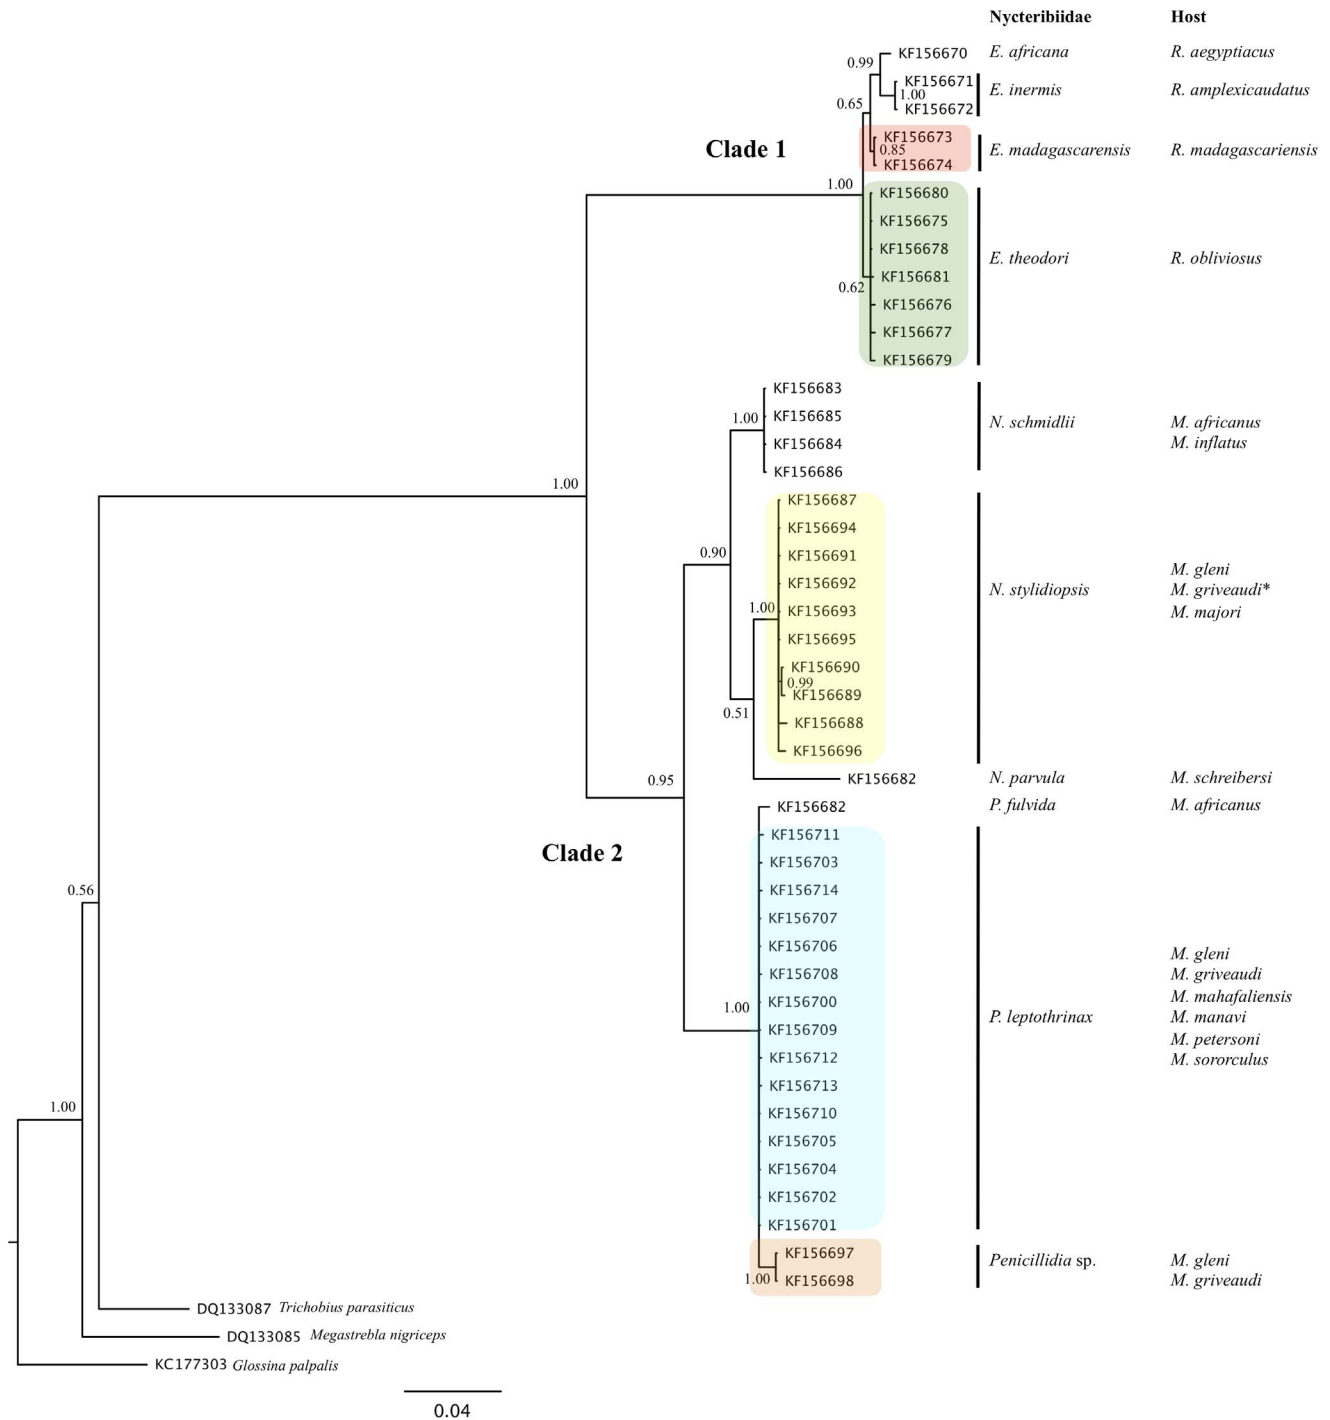 Nycteribiidae Host
0.99 KF156670 E. africana R. aegyptiacus
KF156671
1.00 E. inermis R. amplexicaudatus
0.65 KF156672
KF156673
Clade 1 0.85 E. madagascarensis R. madagascariensis
KF156674
1.00 KF156680
KF156675
KF156678
E. theodori R. obliviosus
KF156681
0.62
KF156676
KF156677
KF156679
KF156683
1.00 KF156685
N. schmidlii M. africanus
KF156684 M. inflatus
KF156686
1.00
KF156687
KF156694
0.90 KF156691
M. gleni
KF156692 N. stylidiopsis M. griveaudi*
1.00 KF156693 M. majori
KF156695
KF156690
0.99
KF156689
0.51
KF156688
KF156696
0.95 KF156682 N. parvula M. schreibersi
KF156682 P. fulvida M. africanus
KF156711
Clade 2
KF156703
0.56 KF156714
KF156707
KF156706
M. gleni
KF156708 M. griveaudi
1.00 KF156700 M. mahafaliensis
P. leptothrinax M. manavi
KF156709
M. petersoni
KF156712 M. sororculus
KF156713
1.00 KF156710
KF156705
KF156704
KF156702
KF156701
KF156697
Penicillidia sp. M. gleni
1.00 KF156698 M. griveaudi
DQ133087 Trichobius parasiticus
DQ133085 Megastrebla nigriceps
KC177303 Glossina palpalis
0.04